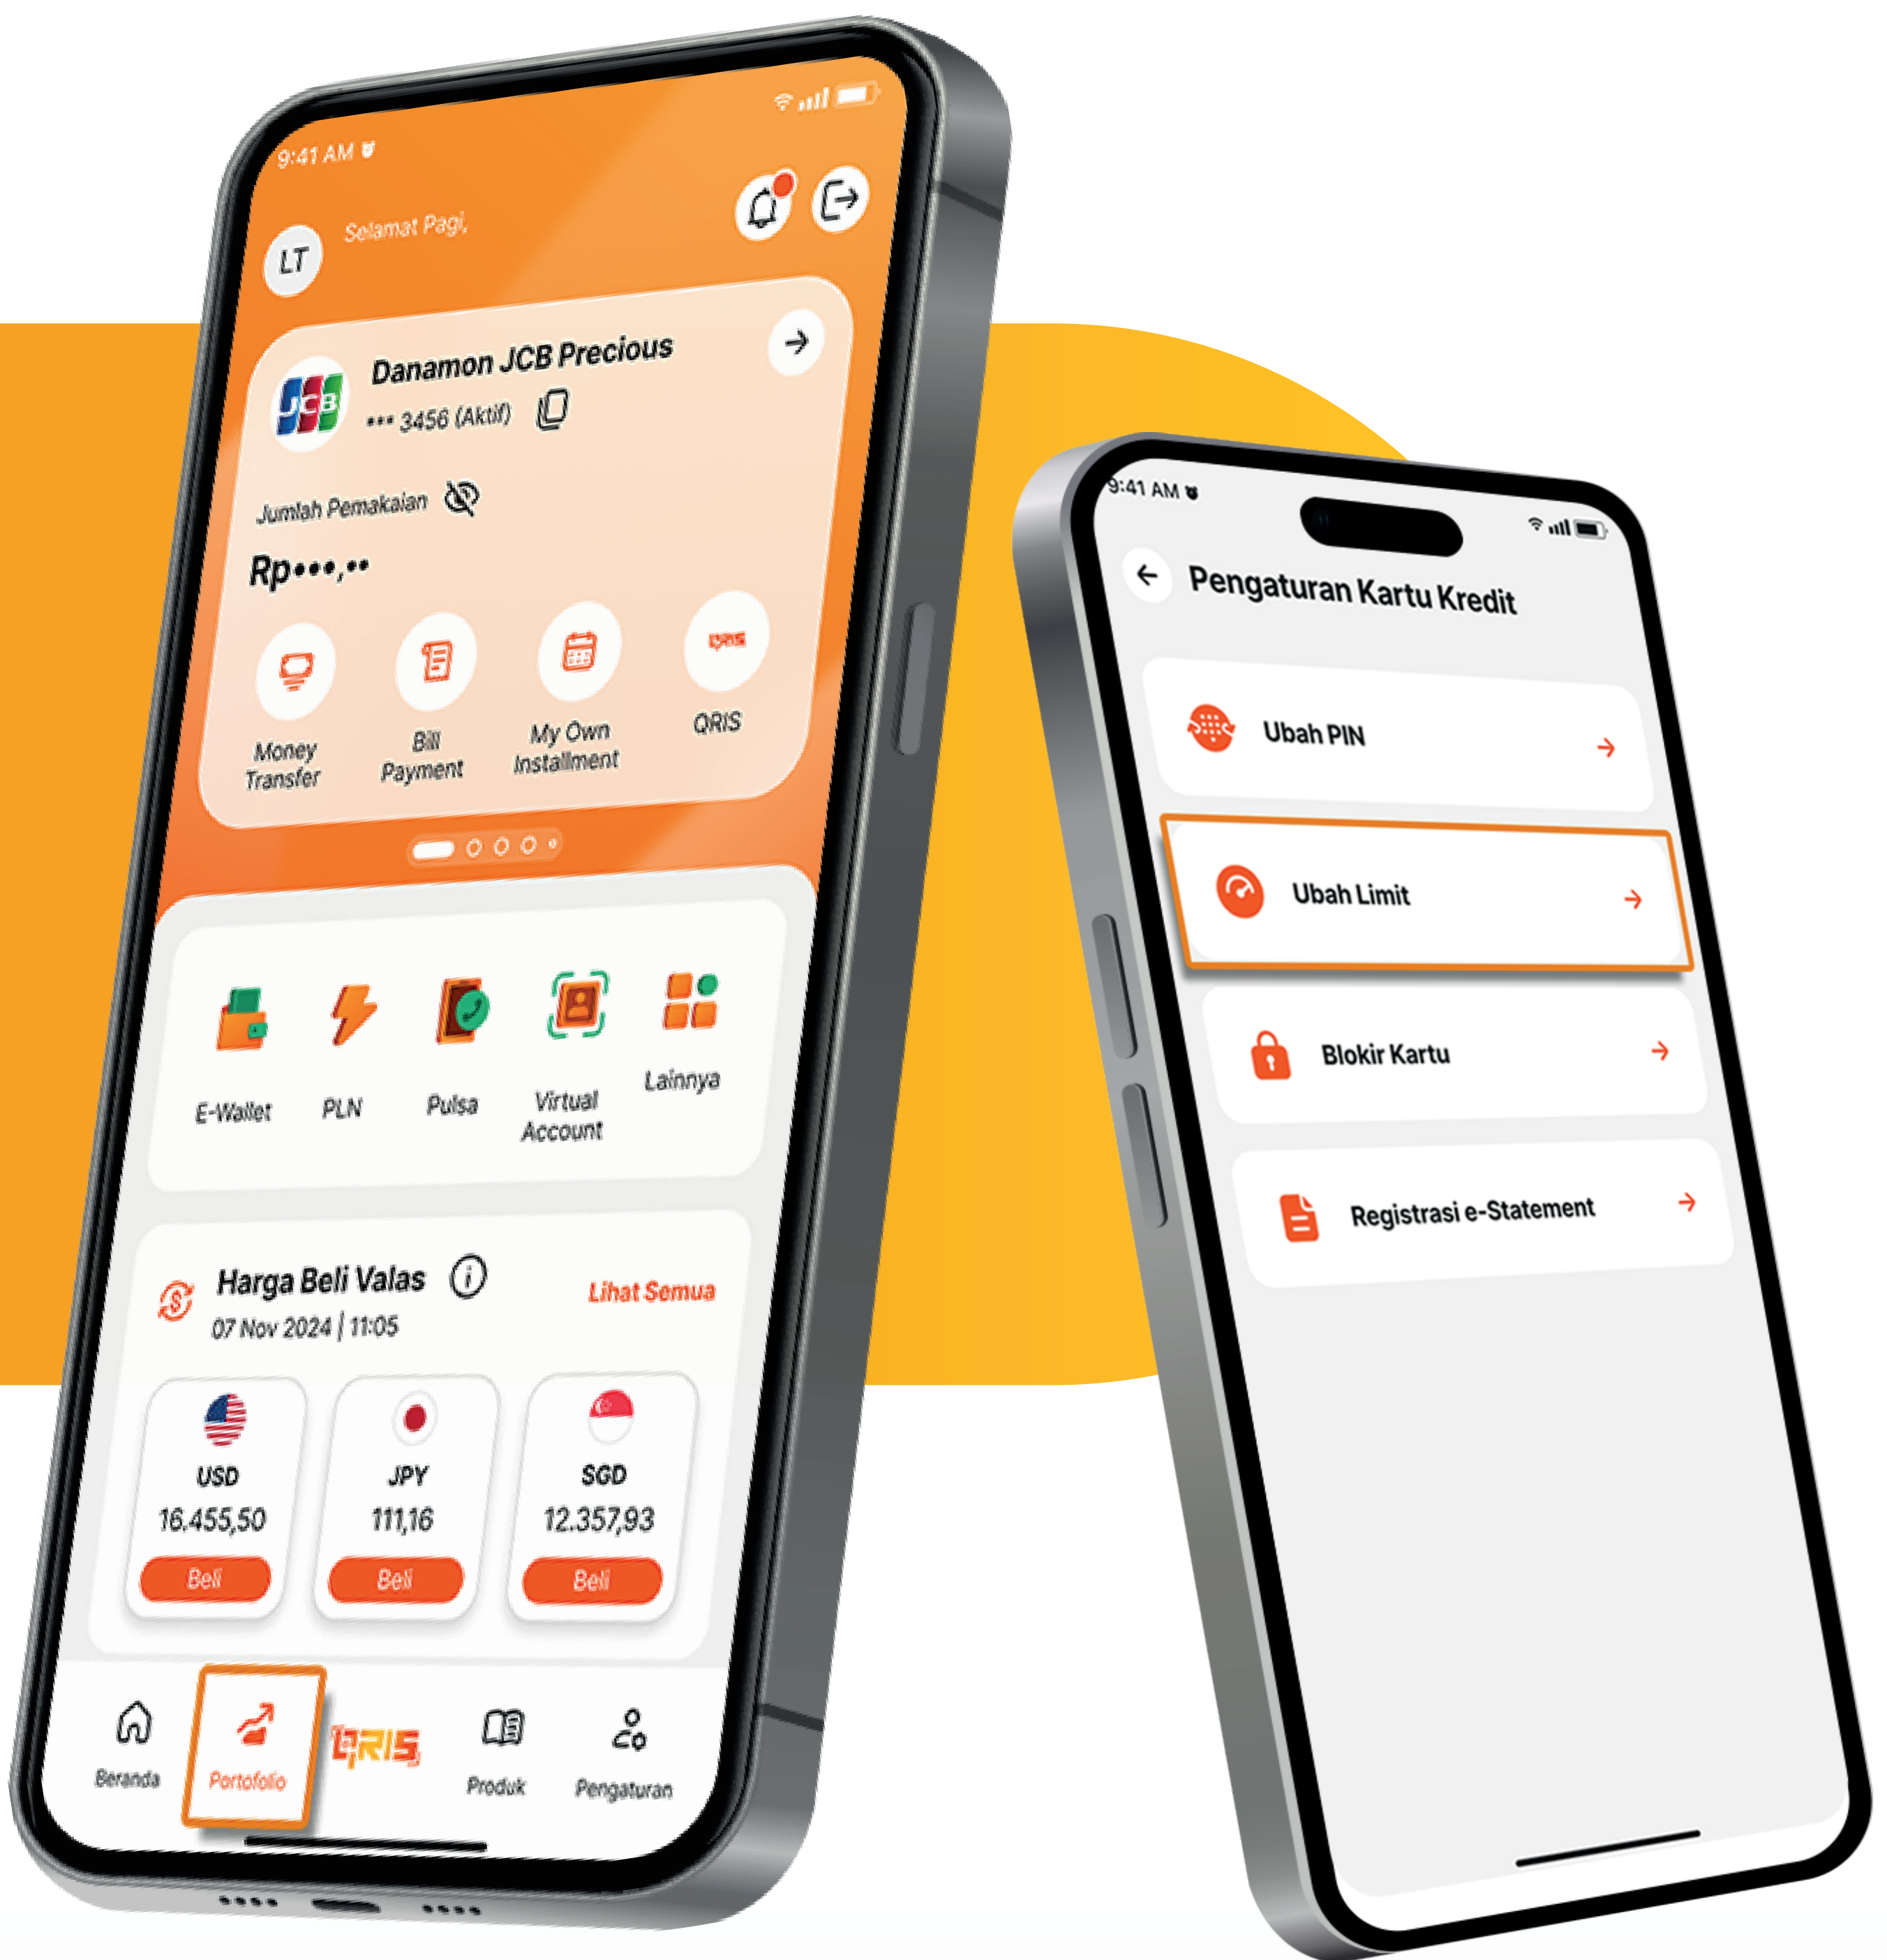 9:41 AM
LT
Selamat Pagi,
JCB
Danamon JCB Precious
••• 3456 (Aktif)
Jumlah Pemakaian
Rp•••,••
Money Transfer
Bill Payment
My Own Installment
QRIS
QRIS
E-Wallet
PLN
Pulsa
Virtual Account
Lainnya
Harga Beli Valas
Lihat Semua
07 Nov 2024 | 11:05
USD
16.455,50
Beli
JPY
111,16
Beli
SGD
12.357,93
Beli
Beranda
Portofolio
QRIS
Produk
Pengaturan
9:41 AM
Pengaturan Kartu Kredit
Ubah PIN
Ubah Limit
Blokir Kartu
Registrasi e-Statement